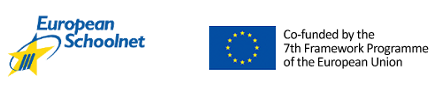 European
Schoolnet
Co-funded by the
7th Framework Programme
of the European Union